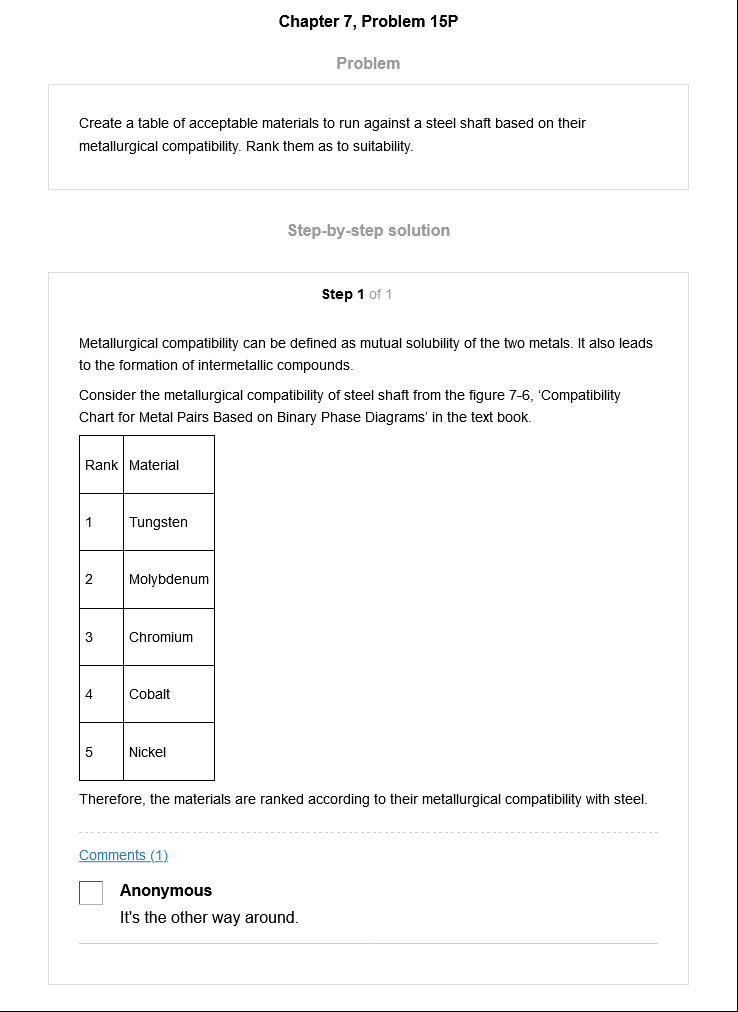 Chapter 7, Problem 15P
Problem
Create a table of acceptable materials to run against a steel shaft based on their
metallurgical compatibility. Rank them as to suitability.
Step-by-step solution
Step 1 of 1
Metallurgical compatibility can be defined as mutual solubility of the two metals. It also leads
to the formation of intermetallic compounds.
Consider the metallurgical compatibility of steel shaft from the figure 7-6, ‘Compatibility
Chart for Metal Pairs Based on Binary Phase Diagrams’ in the text book.
Rank Material
1 Tungsten
2 Molybdenum
3 Chromium
4 Cobalt
5 Nickel
Therefore, the materials are ranked according to their metallurgical compatibility with steel.
Comments (1)
Anonymous
It's the other way around.